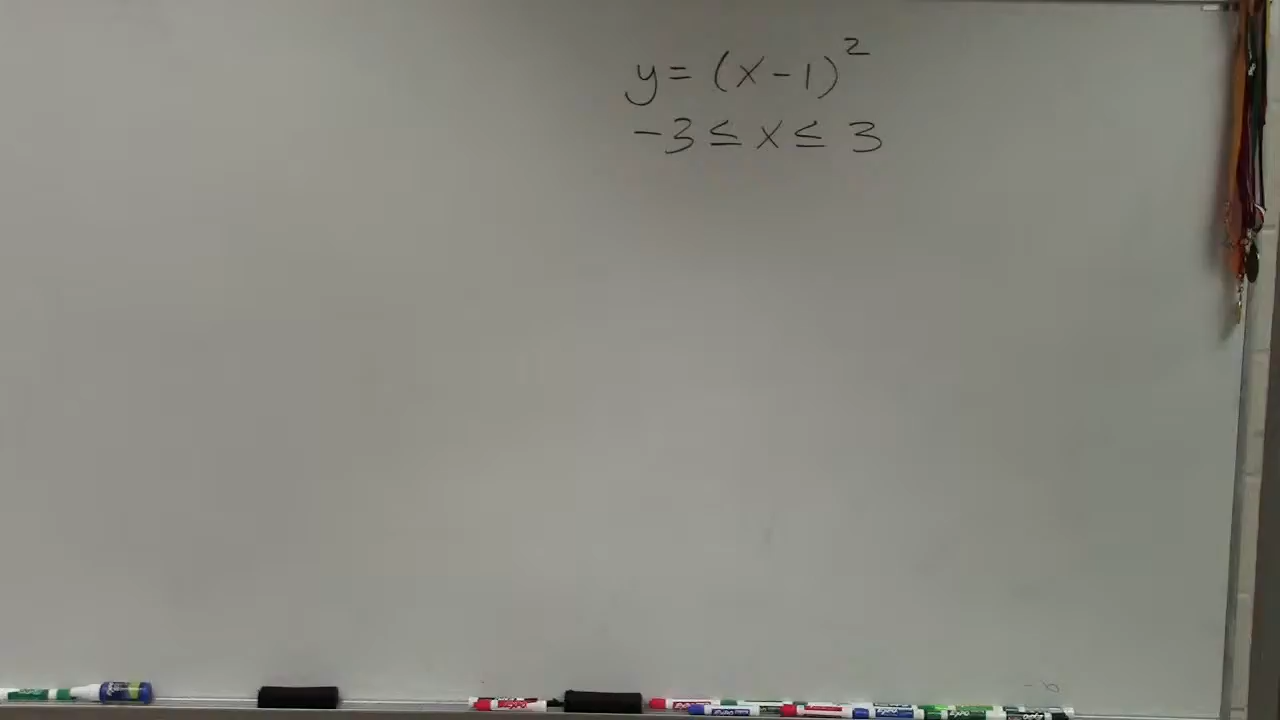 y = (x-1)²
-3 ≤ x ≤ 3